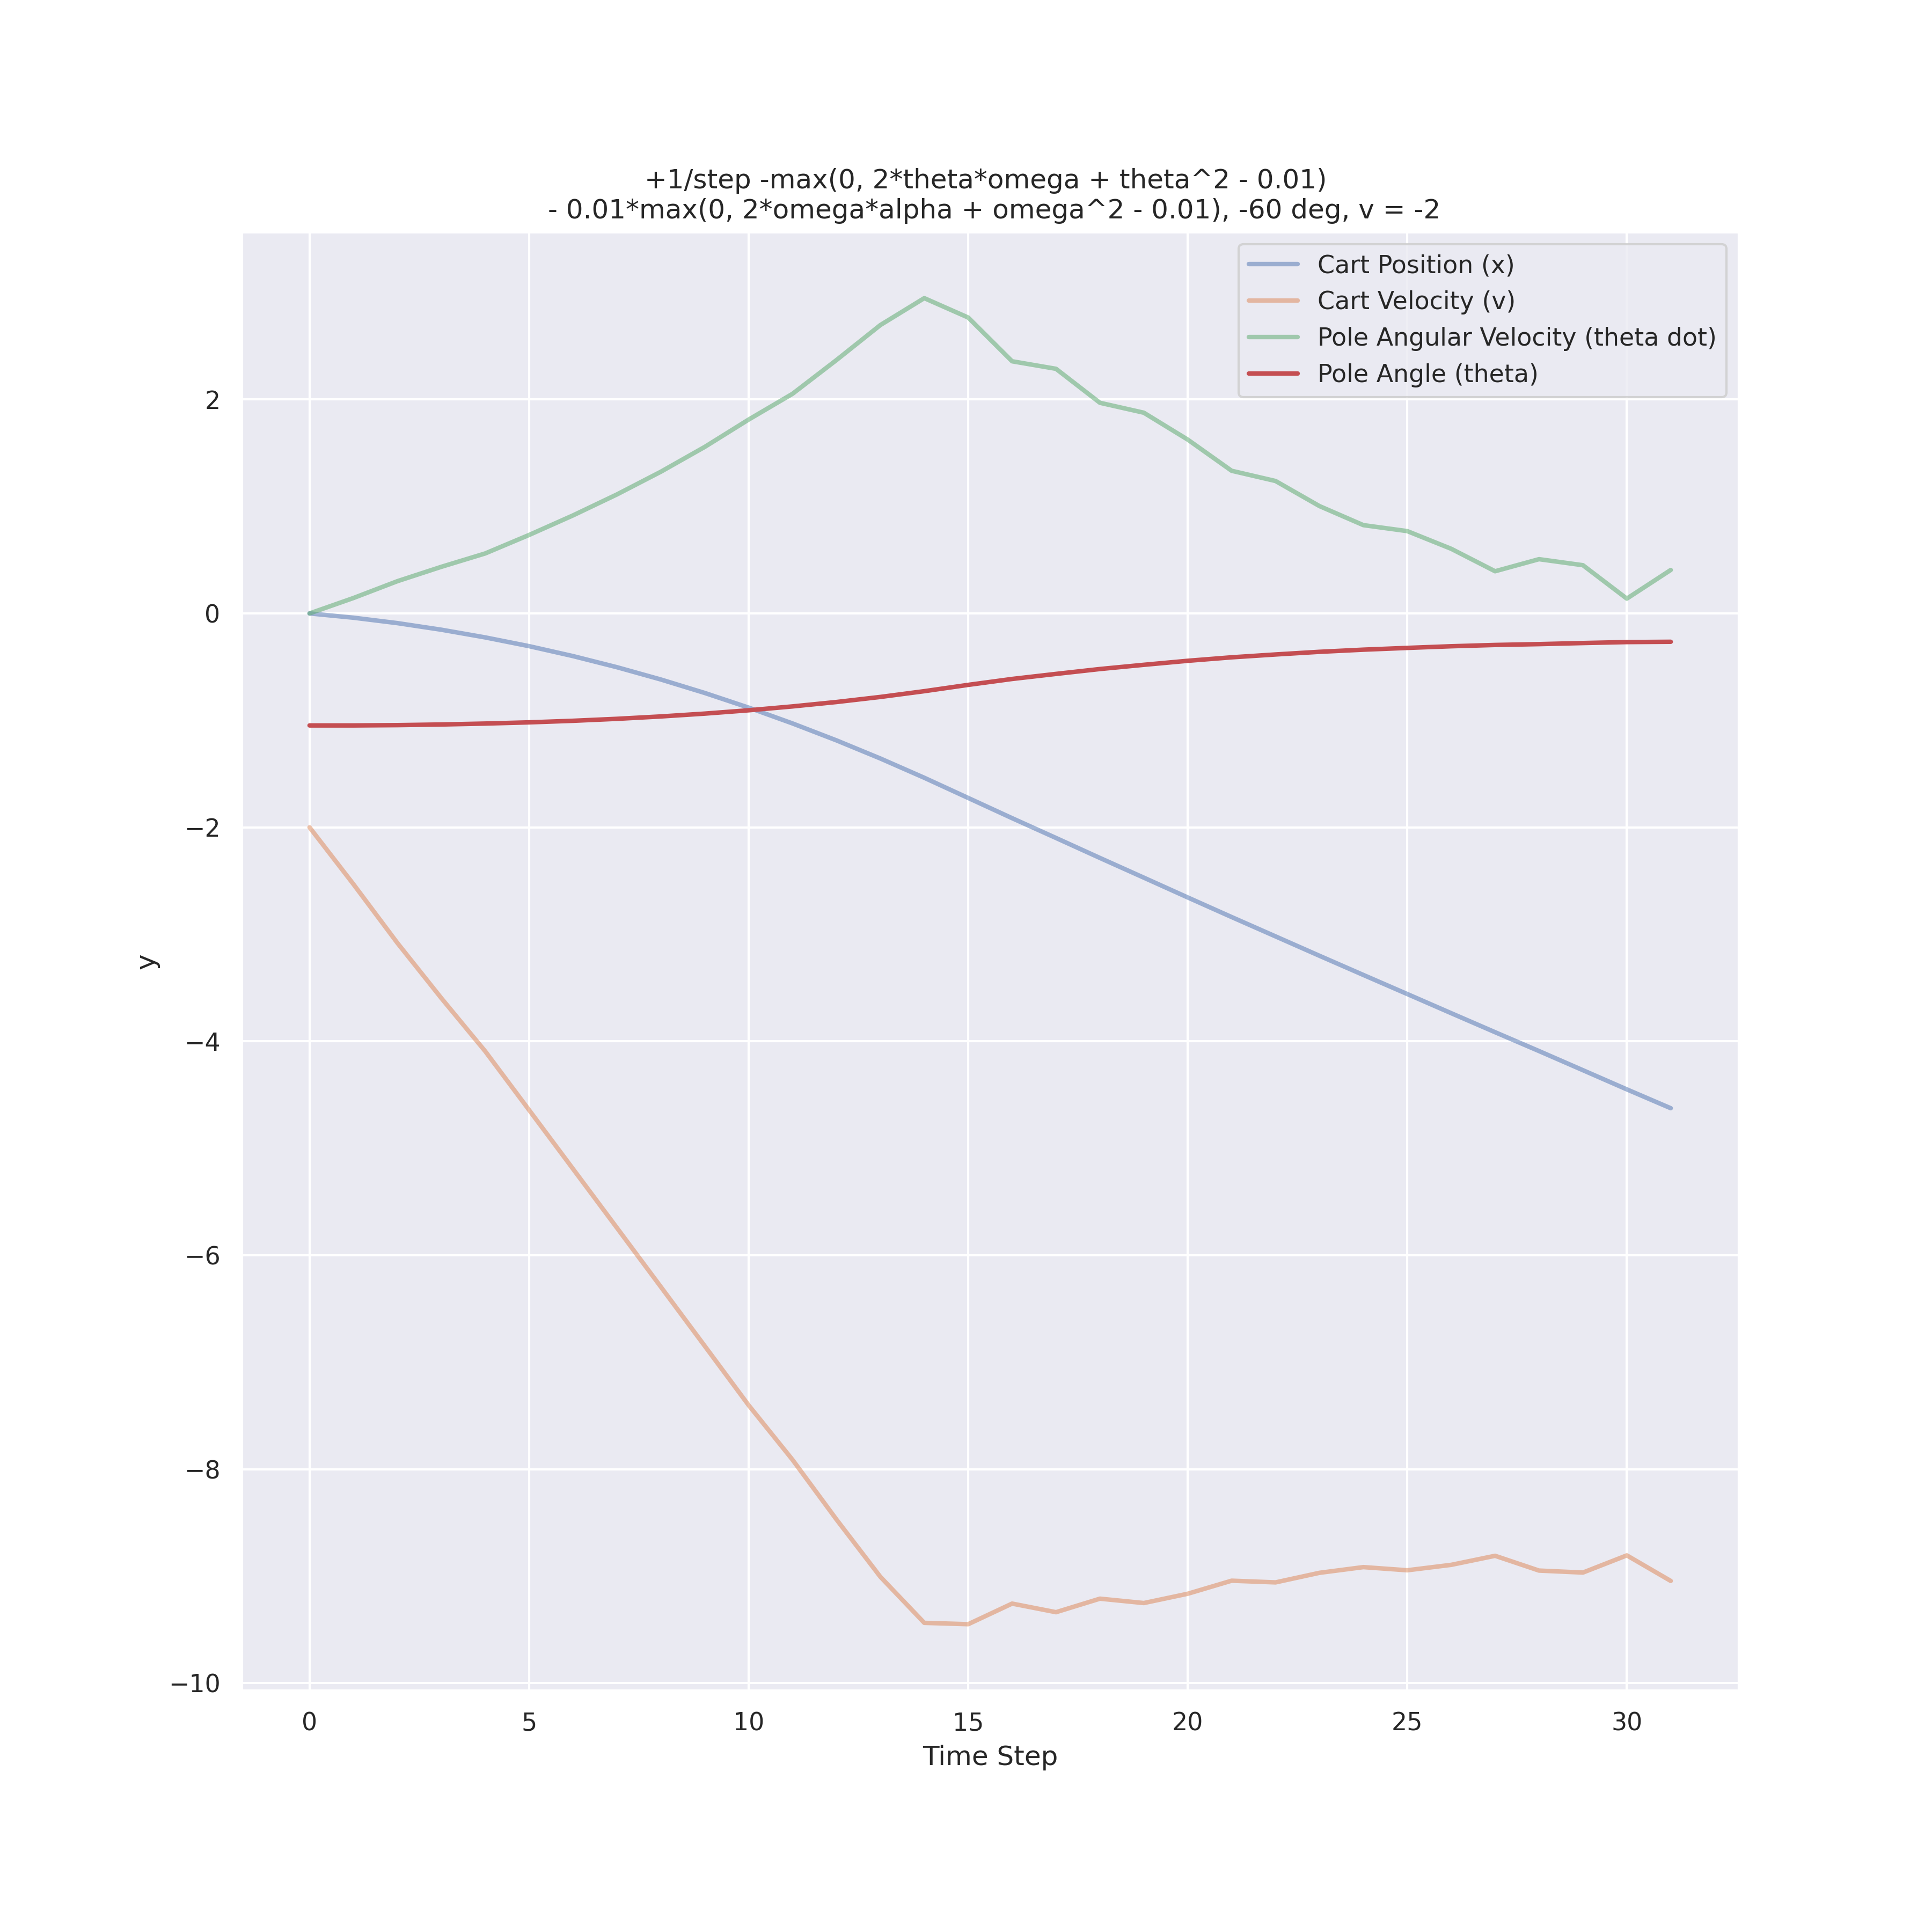 +1/step -max(0, 2*theta*omega + theta^2 - 0.01)
- 0.01*max(0, 2*omega*alpha + omega^2 - 0.01), -60 deg, v = -2
Cart Position (x)
Cart Velocity (v)
Pole Angular Velocity (theta dot)
Pole Angle (theta)
2
0
−2
−4
−6
−8
−10
y
0 5 10 15 20 25 30
Time Step